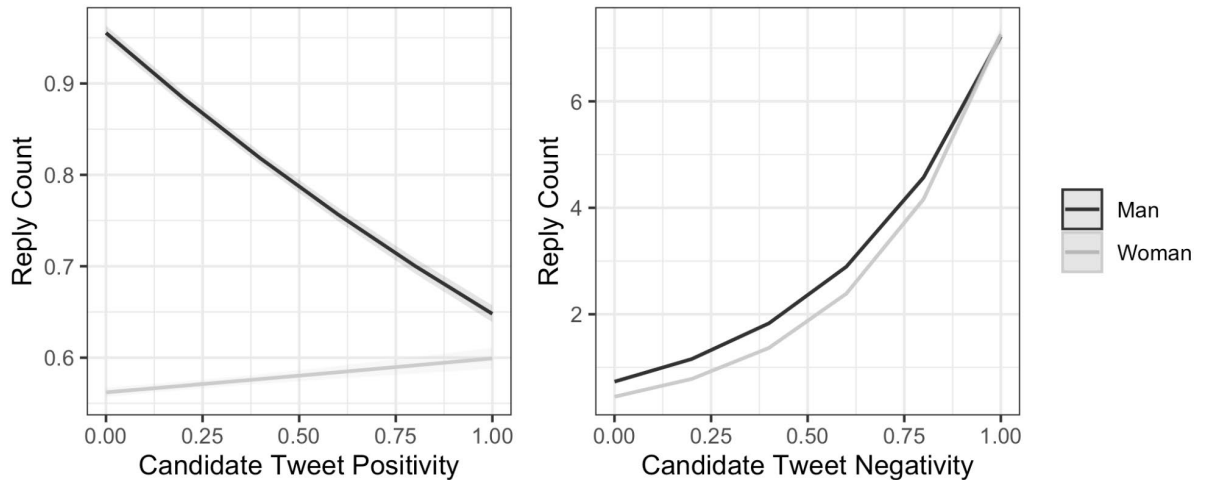 Reply Count
0.9
0.8
0.7
0.6
0.00 0.25 0.50 0.75 1.00
Candidate Tweet Positivity
Reply Count
6
4
2
0.00 0.25 0.50 0.75 1.00
Candidate Tweet Negativity
Man
Woman